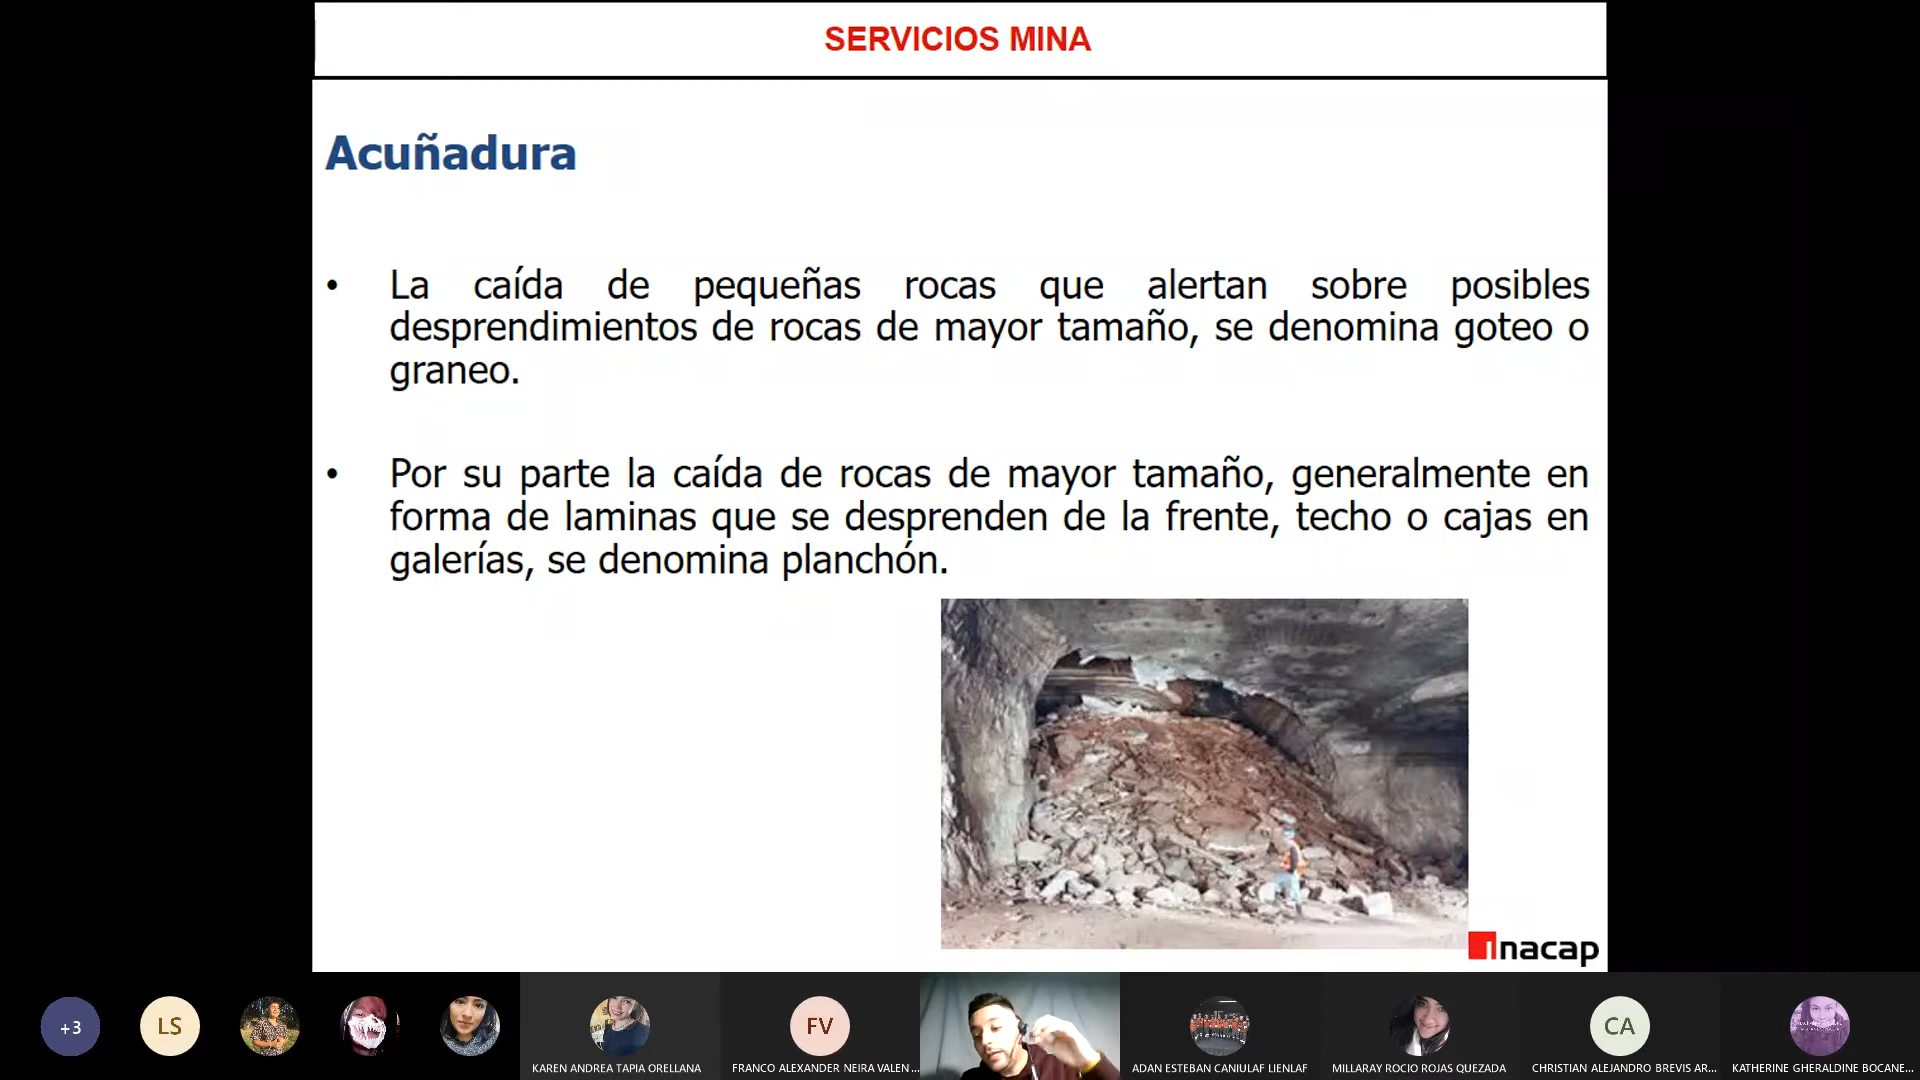 SERVICIOS MINA
Acuñadura
• La caída de pequeñas rocas que alertan sobre posibles
desprendimientos de rocas de mayor tamaño, se denomina goteo o
graneo.
• Por su parte la caída de rocas de mayor tamaño, generalmente en
forma de laminas que se desprenden de la frente, techo o cajas en
galerías, se denomina planchón.
inacap
+3
LS
FV
CA
KAREN ANDREA TAPIA ORELLANA
FRANCO ALEXANDER NEIRA VALEN...
ADAN ESTEBAN CANIULAF LIENLAF
MILLARAY ROCIO ROJAS QUEZADA
CHRISTIAN ALEJANDRO BREVIS AR...
KATHERINE GHERALDINE BOCANE...